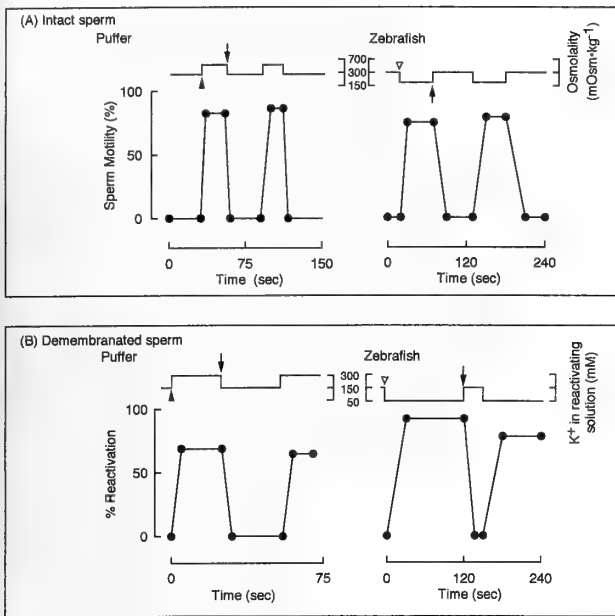 (A) Intact sperm
Puffer
Zebrafish
700
300
150
Osmolality
(mOsm·kg⁻¹)
100
50
0
Sperm Motility (%)
0 75 150
Time (sec)
0 120 240
Time (sec)
(B) Demembranated sperm
Puffer
Zebrafish
300
150
50
K⁺ in reactivating
solution (mM)
100
50
0
% Reactivation
0 75
Time (sec)
0 120 240
Time (sec)